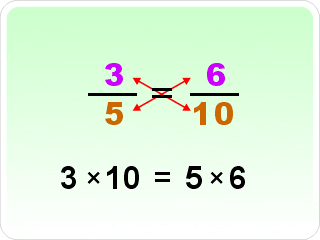 3/5 = 6/10
3 × 10 = 5 × 6